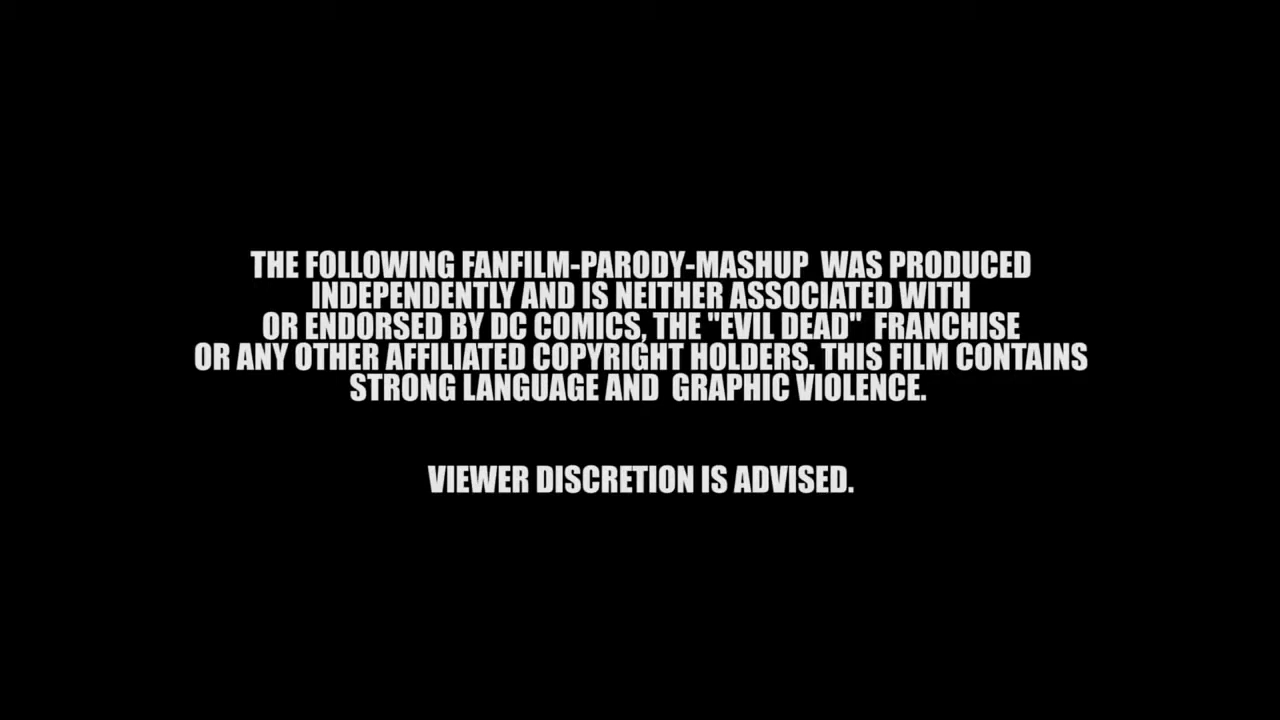 THE FOLLOWING FANFILM-PARODY-MASHUP  WAS PRODUCED
INDEPENDENTLY AND IS NEITHER ASSOCIATED WITH
OR ENDORSED BY DC COMICS, THE "EVIL DEAD"  FRANCHISE
OR ANY OTHER AFFILIATED COPYRIGHT HOLDERS. THIS FILM CONTAINS
STRONG LANGUAGE AND  GRAPHIC VIOLENCE.
VIEWER DISCRETION IS ADVISED.